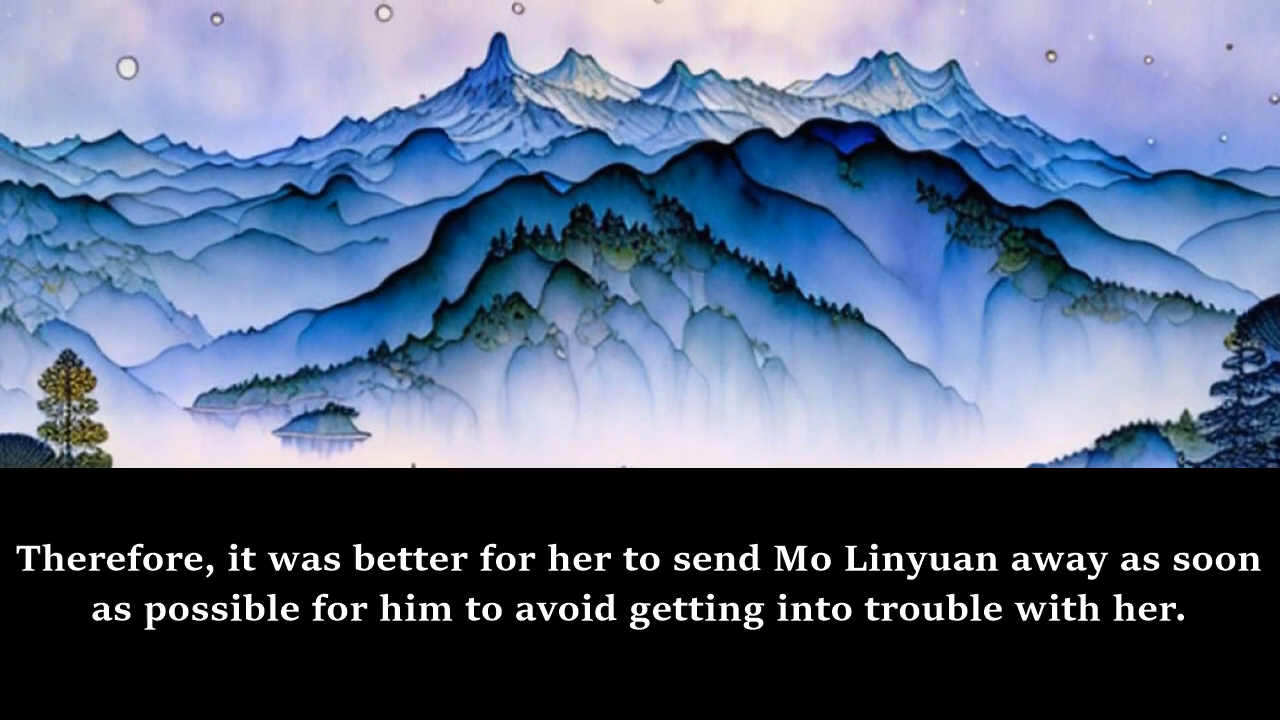 Therefore, it was better for her to send Mo Linyuan away as soon
as possible for him to avoid getting into trouble with her.